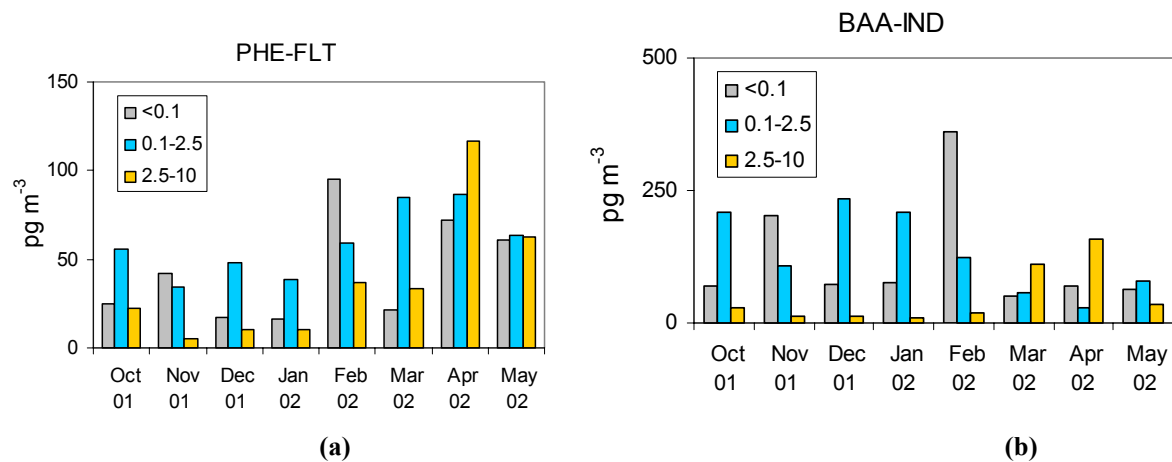 PHE-FLT
150
100
50
0
pg m⁻³
<0.1
0.1-2.5
2.5-10
Oct Nov Dec Jan Feb Mar Apr May
01 01 01 02 02 02 02 02
(a)
BAA-IND
500
250
0
pg m⁻³
<0.1
0.1-2.5
2.5-10
Oct Nov Dec Jan Feb Mar Apr May
01 01 01 02 02 02 02 02
(b)